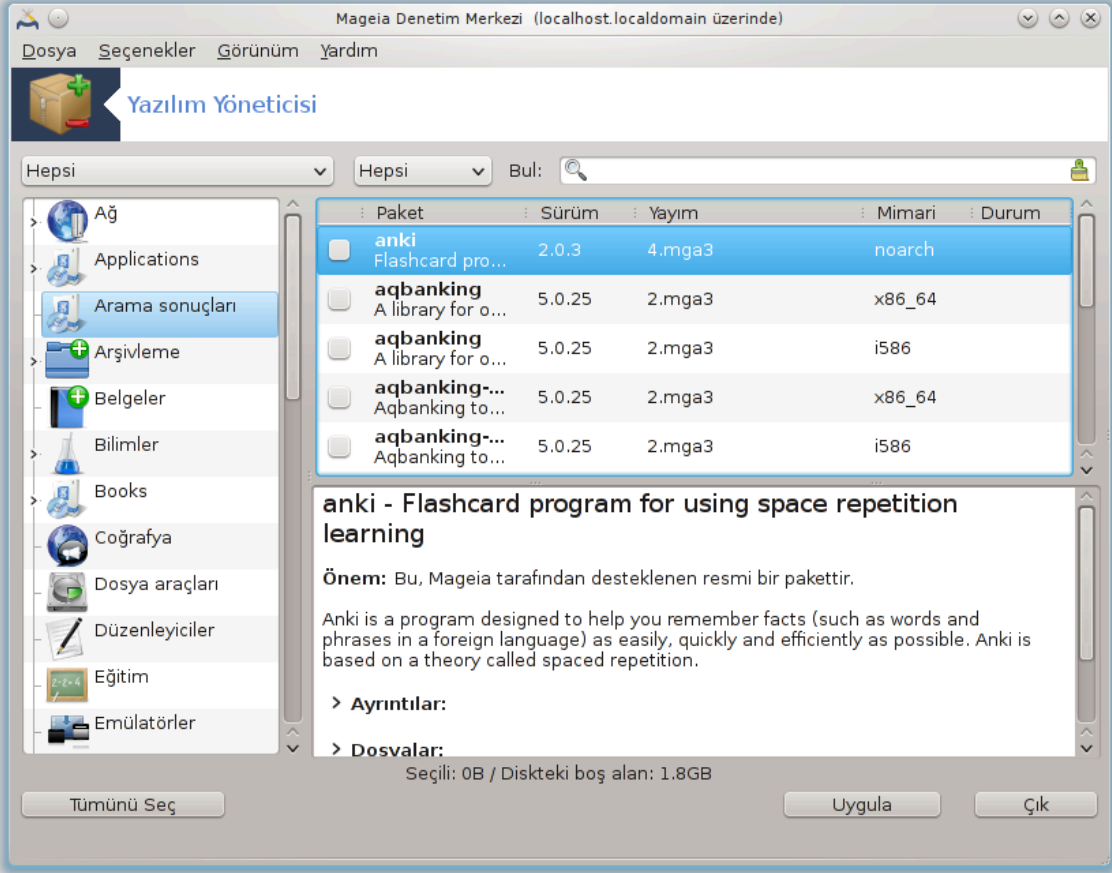 Mageia Denetim Merkezi (localhost.localdomain üzerinde)
Dosya Seçenekler Görünüm Yardım
Yazılım Yöneticisi
Hepsi Hepsi Bul:
Ağ
Applications
Arama sonuçları
Arşivleme
Belgeler
Bilimler
Books
Coğrafya
Dosya araçları
Düzenleyiciler
Eğitim
Emülatörler
Paket Sürüm Yayım Mimari Durum
anki
Flashcard pro... 2.0.3 4.mga3 noarch
aqbanking
A library for o... 5.0.25 2.mga3 x86_64
aqbanking
A library for o... 5.0.25 2.mga3 i586
aqbanking-...
Aqbanking to... 5.0.25 2.mga3 x86_64
aqbanking-...
Aqbanking to... 5.0.25 2.mga3 i586
anki - Flashcard program for using space repetition
learning
Önem: Bu, Mageia tarafından desteklenen resmi bir pakettir.
Anki is a program designed to help you remember facts (such as words and
phrases in a foreign language) as easily, quickly and efficiently as possible. Anki is
based on a theory called spaced repetition.
Ayrıntılar:
Dosyalar:
Seçili: 0B / Diskteki boş alan: 1.8GB
Tümünü Seç Uygula Çık